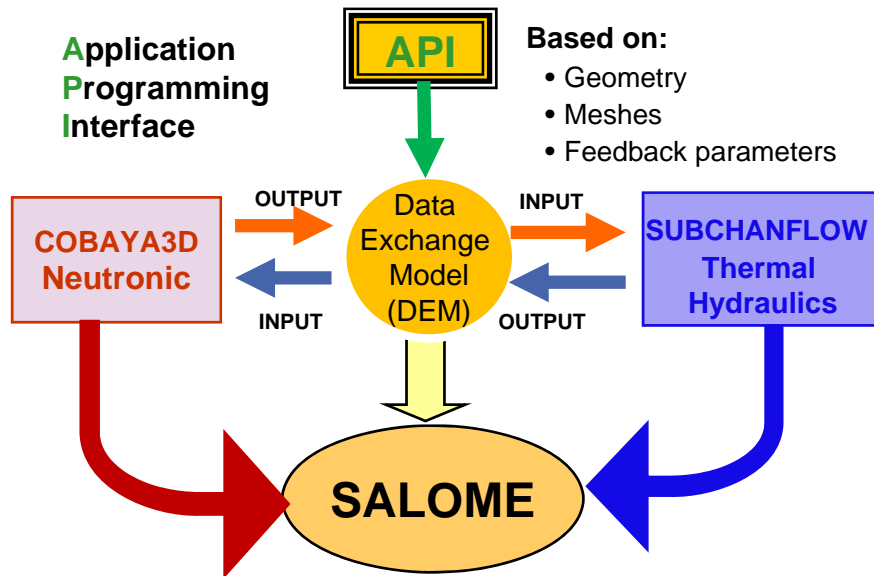 Application
Programming
Interface
API
Based on:
• Geometry
• Meshes
• Feedback parameters
OUTPUT
INPUT
COBAYA3D
Neutronic
Data
Exchange
Model
(DEM)
SUBCHANFLOW
Thermal
Hydraulics
INPUT
OUTPUT
SALOME